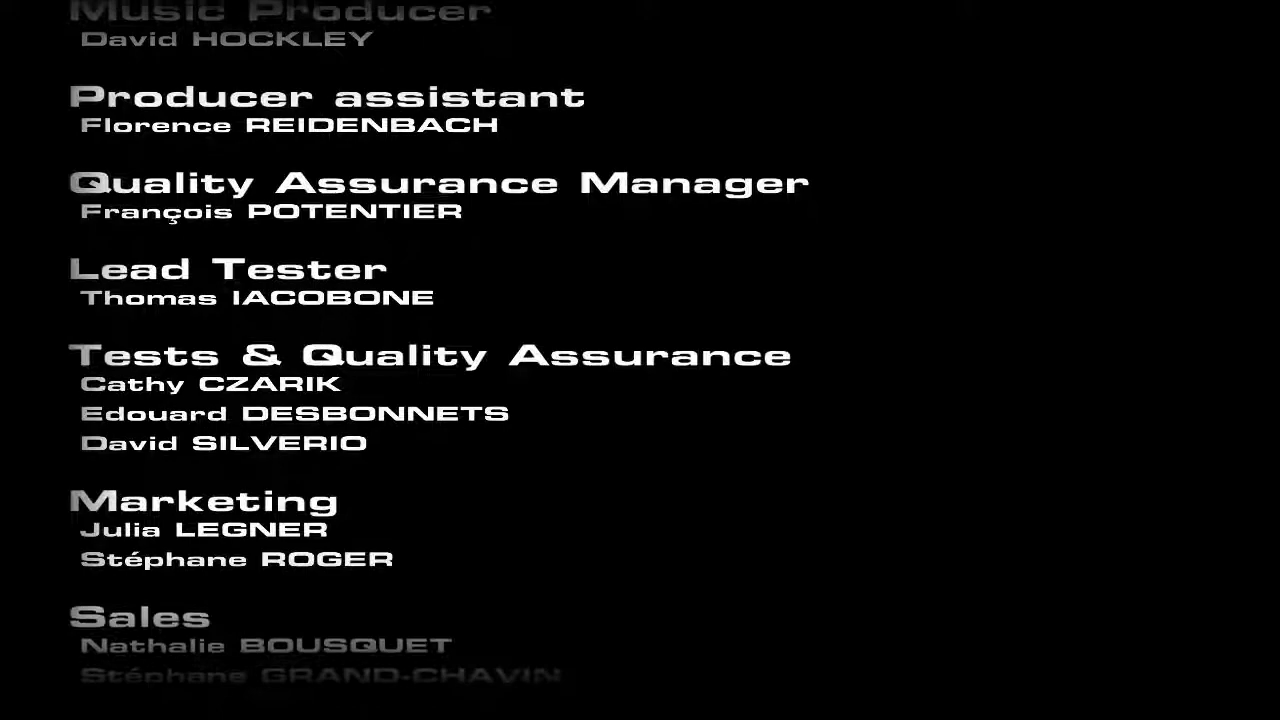 Music Producer
David HOCKLEY
Producer assistant
Florence REIDENBACH
Quality Assurance Manager
François POTENTIER
Lead Tester
Thomas IACOBONE
Tests & Quality Assurance
Cathy CZARIK
Edouard DESBONNETS
David SILVERIO
Marketing
Julia LEGNER
Stéphane ROGER
Sales
Nathalie BOUSQUET
Stéphane GRAND-CHAVIN